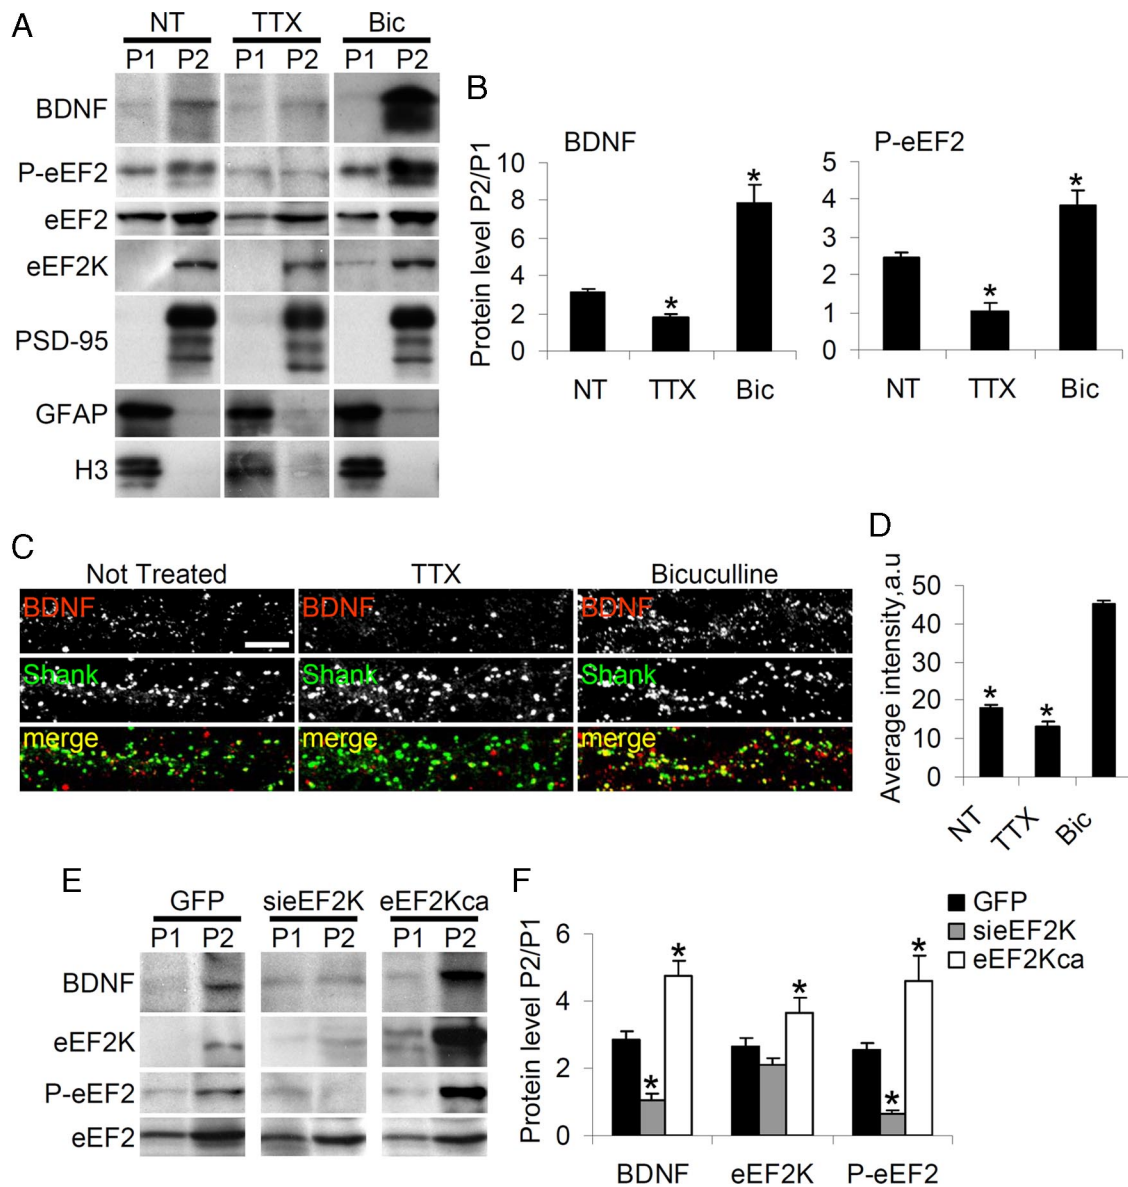 A
NT TTX Bic
P1 P2 P1 P2 P1 P2
BDNF
P-eEF2
eEF2
eEF2K
PSD-95
GFAP
H3
B
BDNF
Protein level P2/P1
10
8
6
4
2
0
* *
NT TTX Bic
P-eEF2
5
4
3
2
1
0
* *
NT TTX Bic
C
Not Treated TTX Bicuculline
BDNF BDNF BDNF
Shank Shank Shank
merge merge merge
D
Average intensity,a.u
50
40
30
20
10
0
* *
NT TTX Bic
E
GFP sieEF2K eEF2Kca
P1 P2 P1 P2 P1 P2
BDNF
eEF2K
P-eEF2
eEF2
F
GFP
sieEF2K
eEF2Kca
Protein level P2/P1
6
4
2
0
* * * * *
BDNF eEF2K P-eEF2